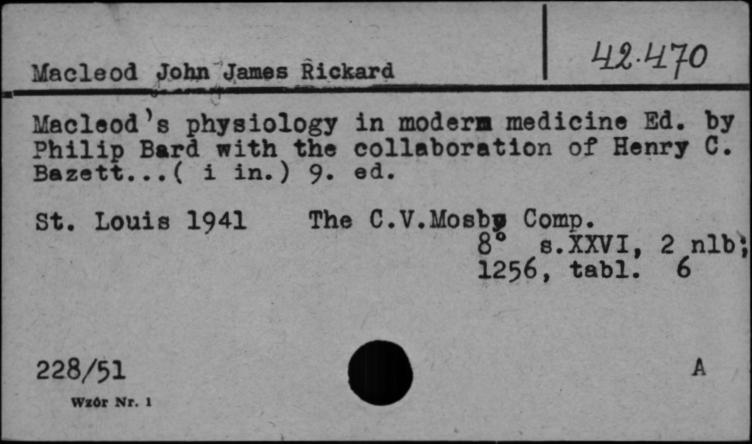 42.470
Macleod John James Rickard
Macleod's physiology in modern medicine Ed. by
Philip Bard with the collaboration of Henry C.
Bazett...( i in.) 9. ed.
St. Louis 1941 The C.V.Mosby Comp.
8° s.XXVI, 2 nlb;
1256, tabl. 6
228/51 A
Wzór Nr. 1